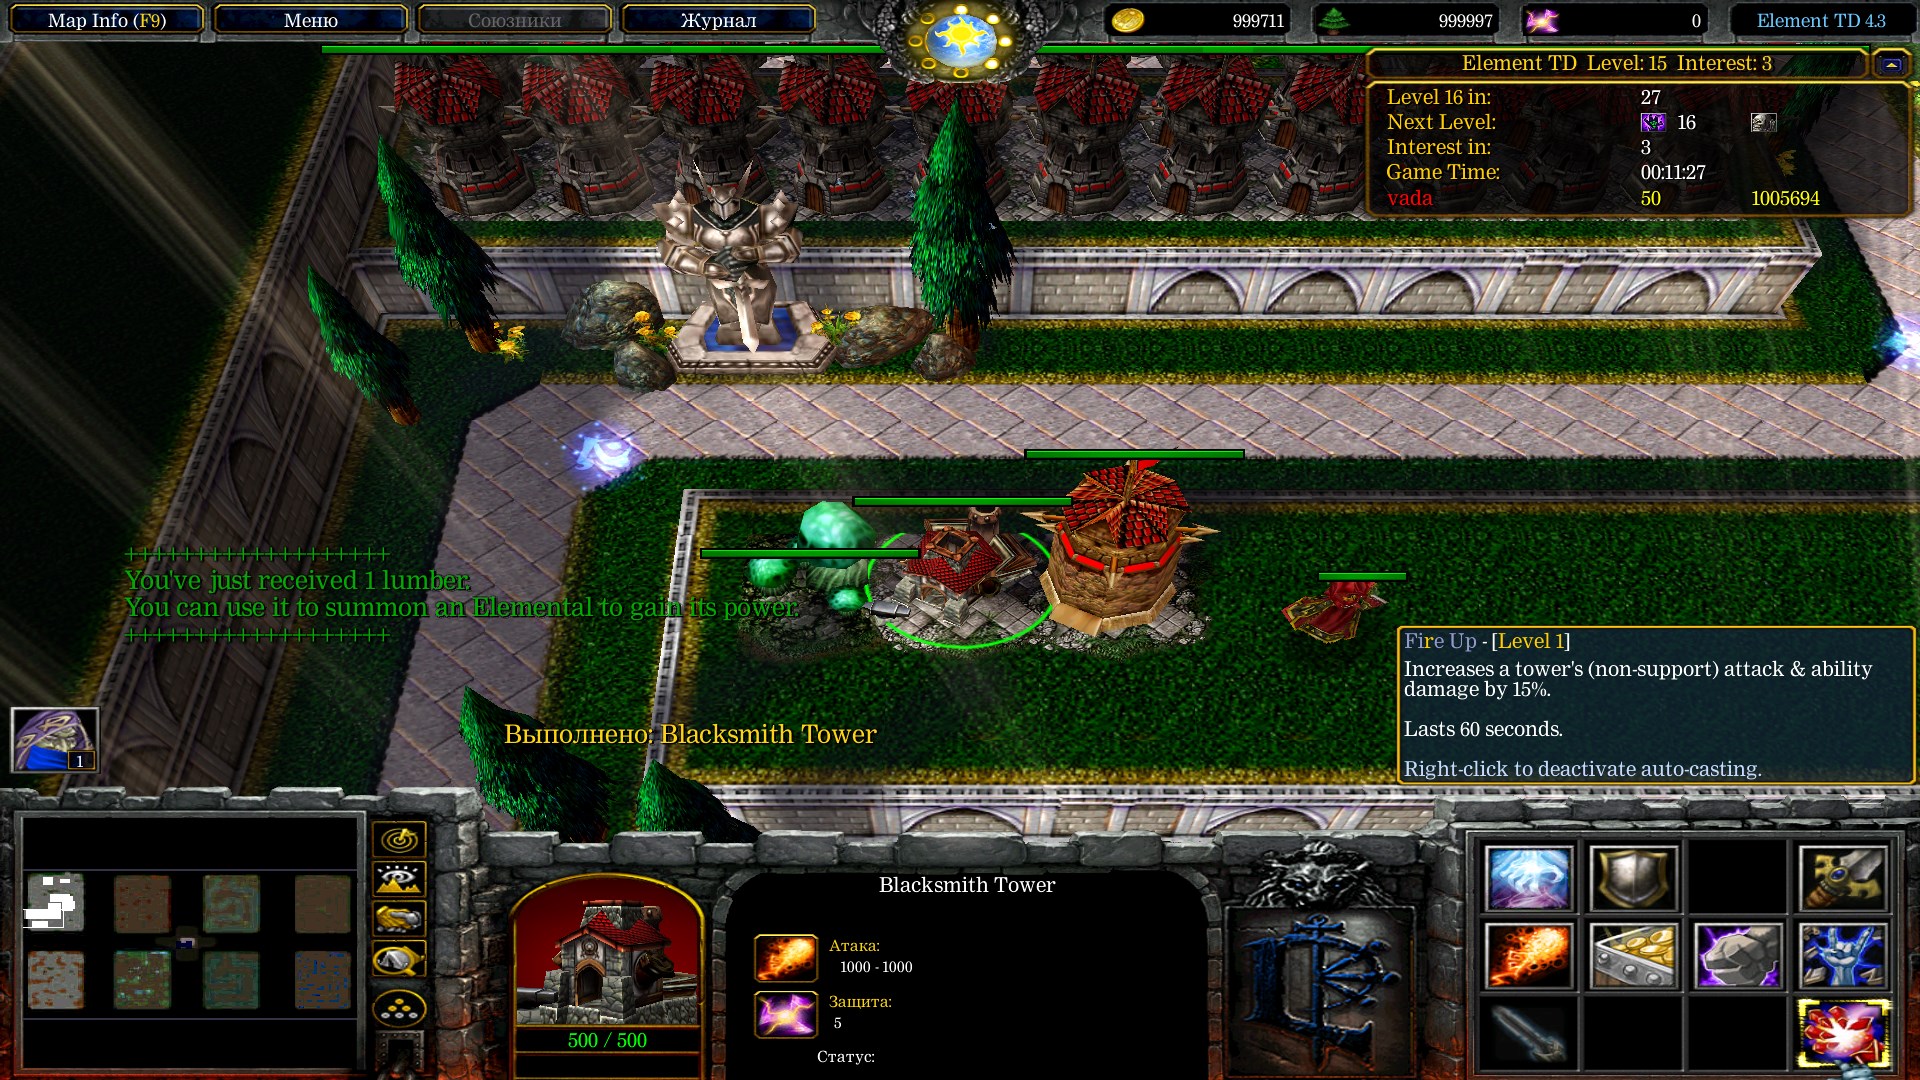 Map Info (F9)
Меню
Союзники
Журнал
999711
999997
0
Element TD 4.3
Element TD Level: 15 Interest: 3
Level 16 in: 27
Next Level: 16
Interest in: 3
Game Time: 00:11:27
vada 50 1005694
++++++++++++++++++
You've just received 1 lumber.
You can use it to summon an Elemental to gain its power.
++++++++++++++++++
Fire Up - [Level 1]
Increases a tower's (non-support) attack & ability
damage by 15%.
Lasts 60 seconds.
Right-click to deactivate auto-casting.
Выполнено: Blacksmith Tower
1
Blacksmith Tower
Атака:
1000 - 1000
Защита:
5
500 / 500
Статус: